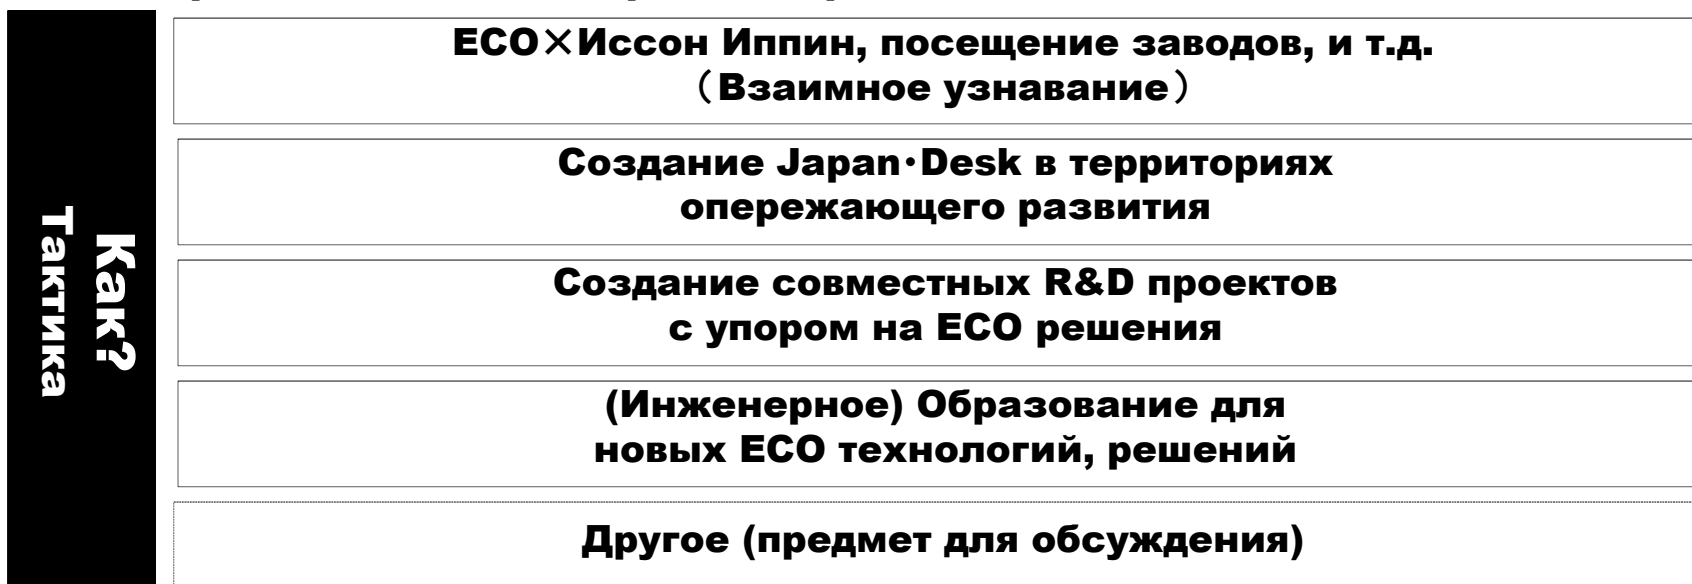 Как?
Тактика
ECO×Иссон Иппин, посещение заводов, и т.д.
（Взаимное узнавание）
Создание Japan･Desk в территориях
опережающего развития
Создание совместных R&D проектов
с упором на ECO решения
(Инженерное) Образование для
новых ECO технологий, решений
Другое (предмет для обсуждения)